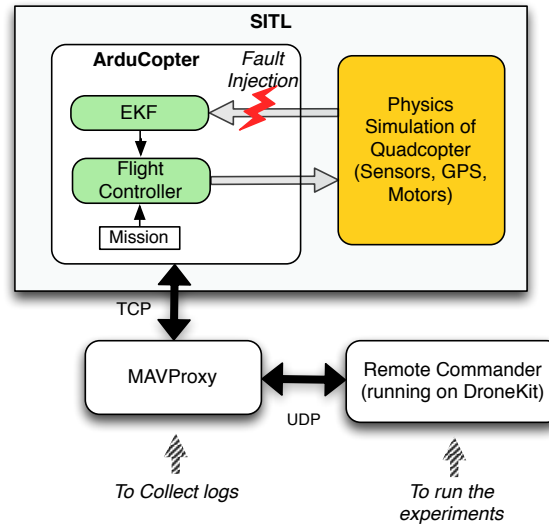 SITL
ArduCopter
Fault
Injection
EKF
Flight
Controller
Mission
Physics
Simulation of
Quadcopter
(Sensors, GPS,
Motors)
TCP
MAVProxy
UDP
Remote Commander
(running on DroneKit)
To Collect logs
To run the
experiments